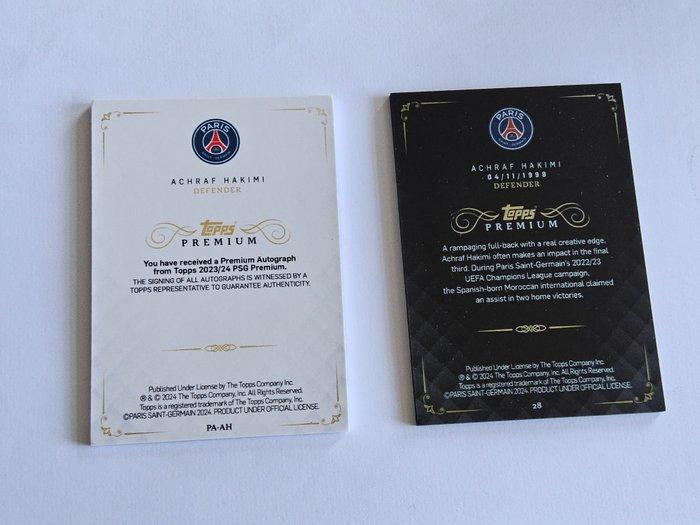 PARIS
SAINT-GERMAIN
ACHRAF HAKIMI
DEFENDER
Topps
PREMIUM
You have received a Premium Autograph
from Topps 2023/24 PSG Premium.
THE SIGNING OF ALL AUTOGRAPHS IS WITNESSED BY A
TOPPS REPRESENTATIVE TO GUARANTEE AUTHENTICITY.
Published Under License by The Topps Company, Inc.
® & © 2024 The Topps Company, Inc. All Rights Reserved.
Topps is a registered trademark of The Topps Company, Inc.
©PARIS SAINT-GERMAIN 2024. PRODUCT UNDER OFFICIAL LICENSE.
PA-AH
PARIS
SAINT-GERMAIN
ACHRAF HAKIMI
04/11/1998
DEFENDER
Topps
PREMIUM
A rampaging full-back with a real creative edge,
Achraf Hakimi often makes an impact in the final
third. During Paris Saint-Germain's 2022/23
UEFA Champions League campaign,
the Spanish-born Moroccan international claimed
an assist in two home victories.
Published Under License by The Topps Company Inc.
® & © 2024 The Topps Company, Inc. All Rights Reserved.
Topps is a registered trademark of The Topps Company, Inc.
©PARIS SAINT-GERMAIN 2024. PRODUCT UNDER OFFICIAL LICENSE.
28